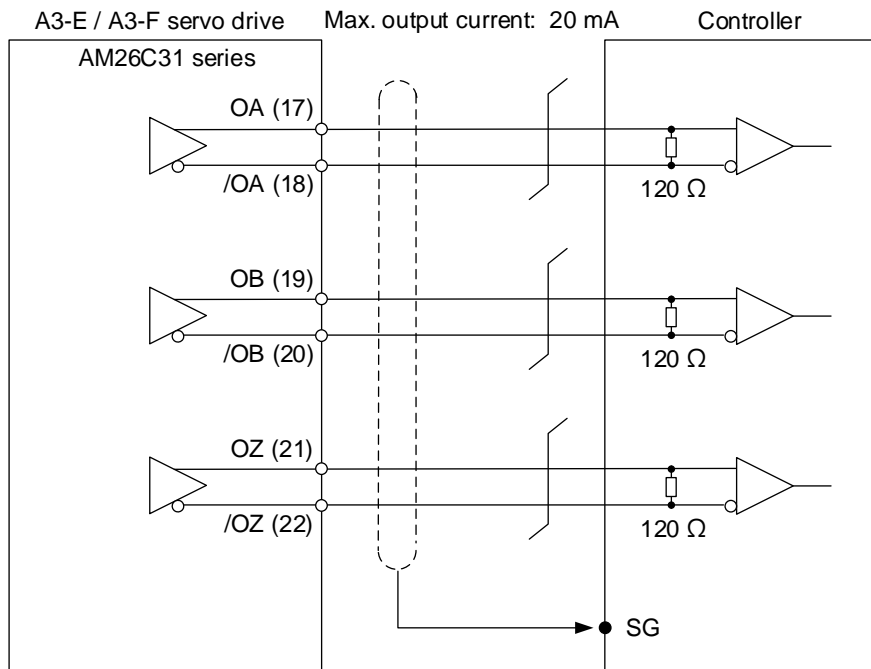 A3-E / A3-F servo drive
Max. output current: 20 mA
Controller
AM26C31 series
OA (17)
/OA (18)
120 Ω
OB (19)
/OB (20)
120 Ω
OZ (21)
/OZ (22)
120 Ω
SG